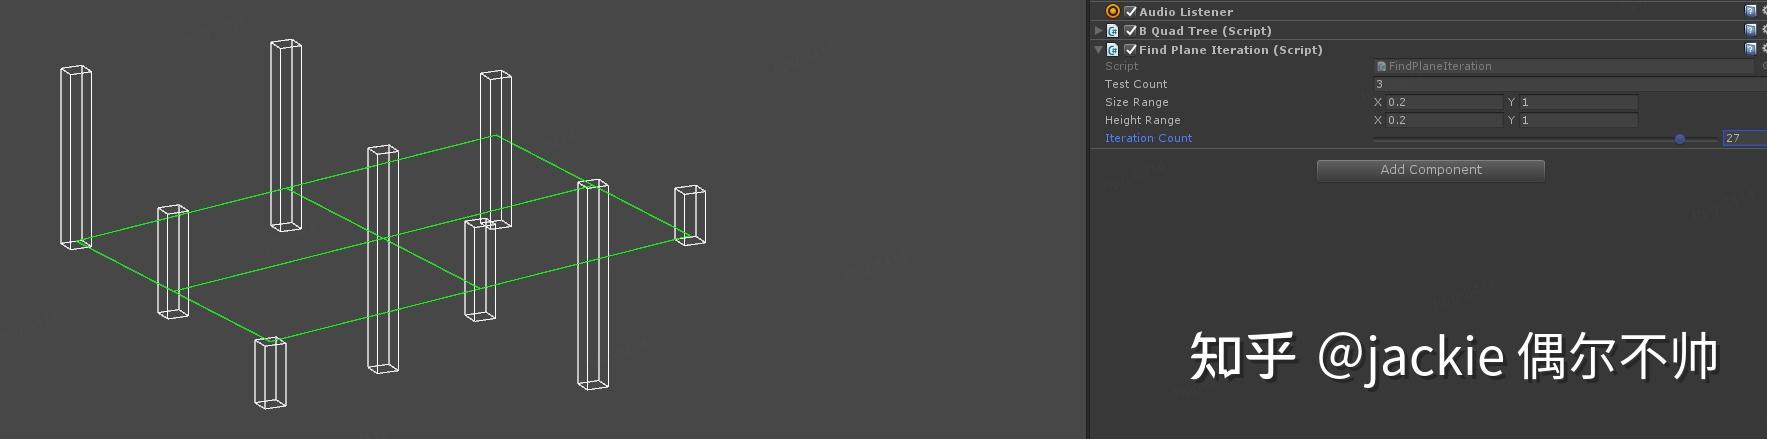 Audio Listener
B Quad Tree (Script)
Find Plane Iteration (Script)
Script FindPlaneIteration
Test Count 3
Size Range X 0.2 Y 1
Height Range X 0.2 Y 1
Iteration Count 27
Add Component
知乎 @jackie 偶尔不帅